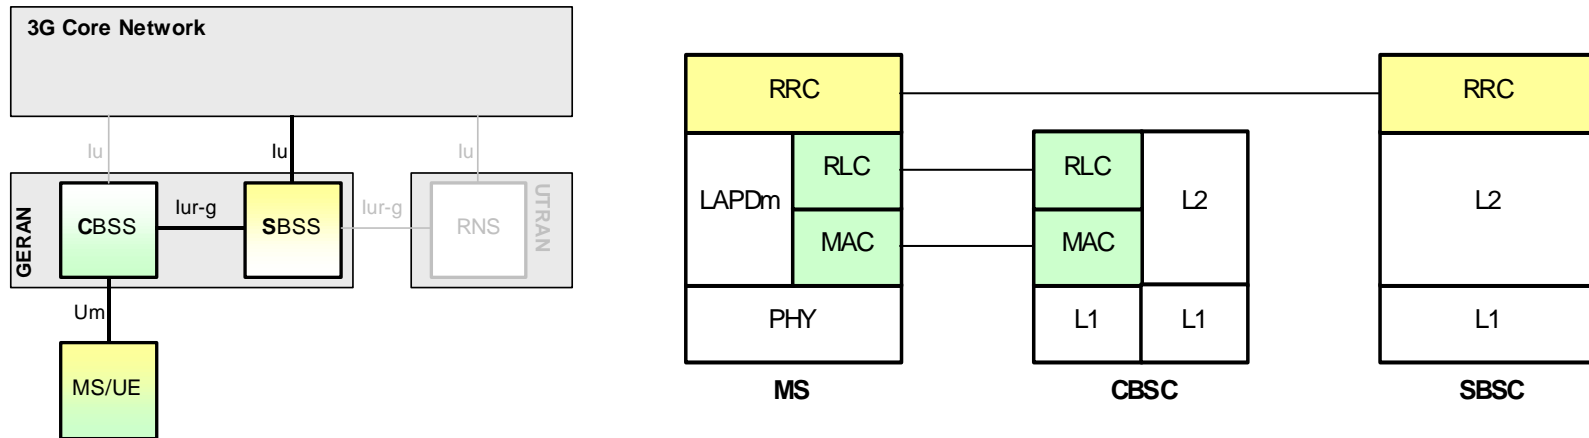 3G Core Network
Iu
Iu
Iu
GERAN
CBSS
Iur-g
SBSS
Iur-g
RNS
UTRAN
Um
MS/UE
RRC
RRC
LAPDm
RLC
RLC
L2
L2
MAC
MAC
PHY
L1
L1
L1
MS
CBSC
SBSC